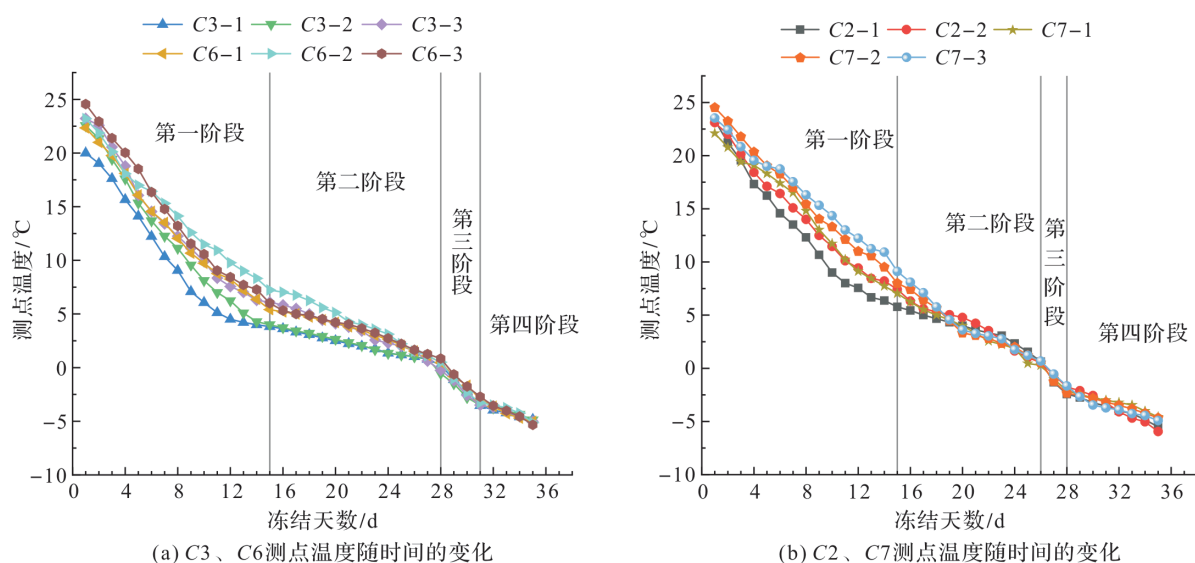 C3-1 C3-2 C3-3
C6-1 C6-2 C6-3
第一阶段
第二阶段
第三阶段
第四阶段
测点温度/℃
25
20
15
10
5
0
-5
-10
0 4 8 12 16 20 24 28 32 36
冻结天数/d
(a) C3、C6测点温度随时间的变化
C2-1 C2-2 C7-1
C7-2 C7-3
第一阶段
第二阶段
第三阶段
第四阶段
测点温度/℃
25
20
15
10
5
0
-5
-10
0 4 8 12 16 20 24 28 32 36
冻结天数/d
(b) C2、C7测点温度随时间的变化